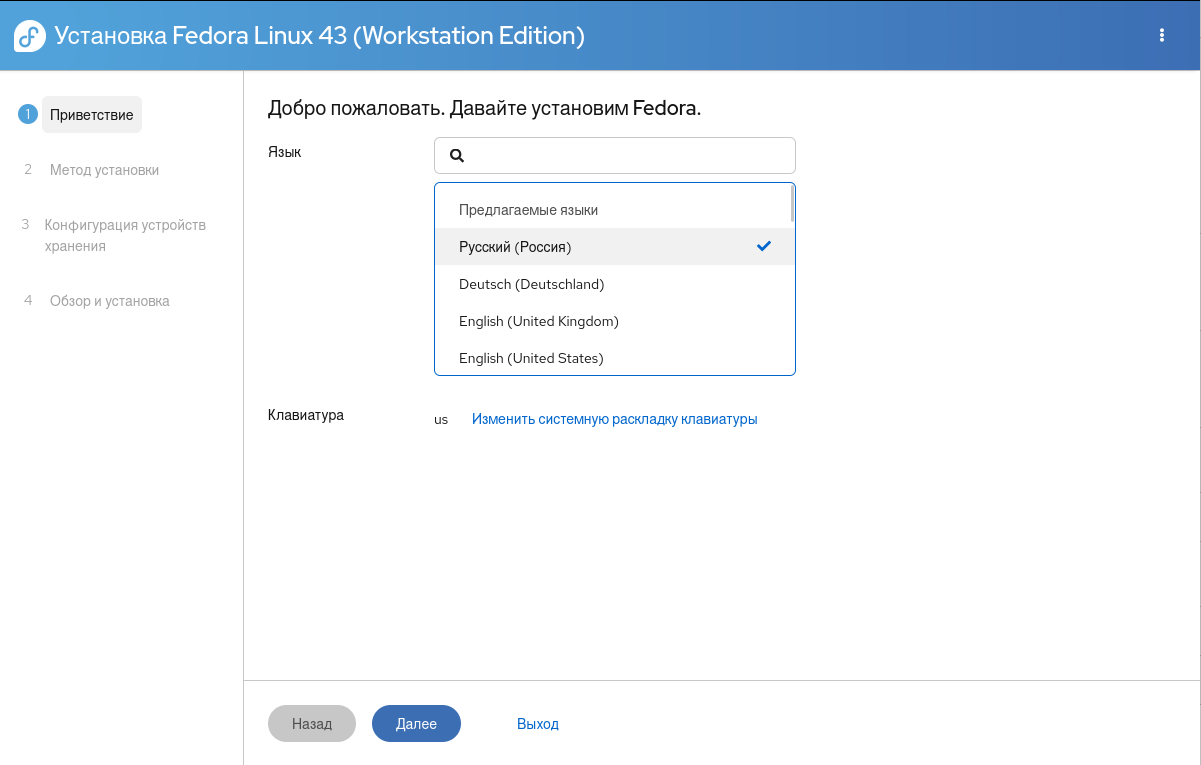 Установка Fedora Linux 43 (Workstation Edition)
1 Приветствие
2 Метод установки
3 Конфигурация устройств
хранения
4 Обзор и установка
Добро пожаловать. Давайте установим Fedora.
Язык
Предлагаемые языки
Русский (Россия)
Deutsch (Deutschland)
English (United Kingdom)
English (United States)
Клавиатура
us Изменить системную раскладку клавиатуры
Назад Далее Выход